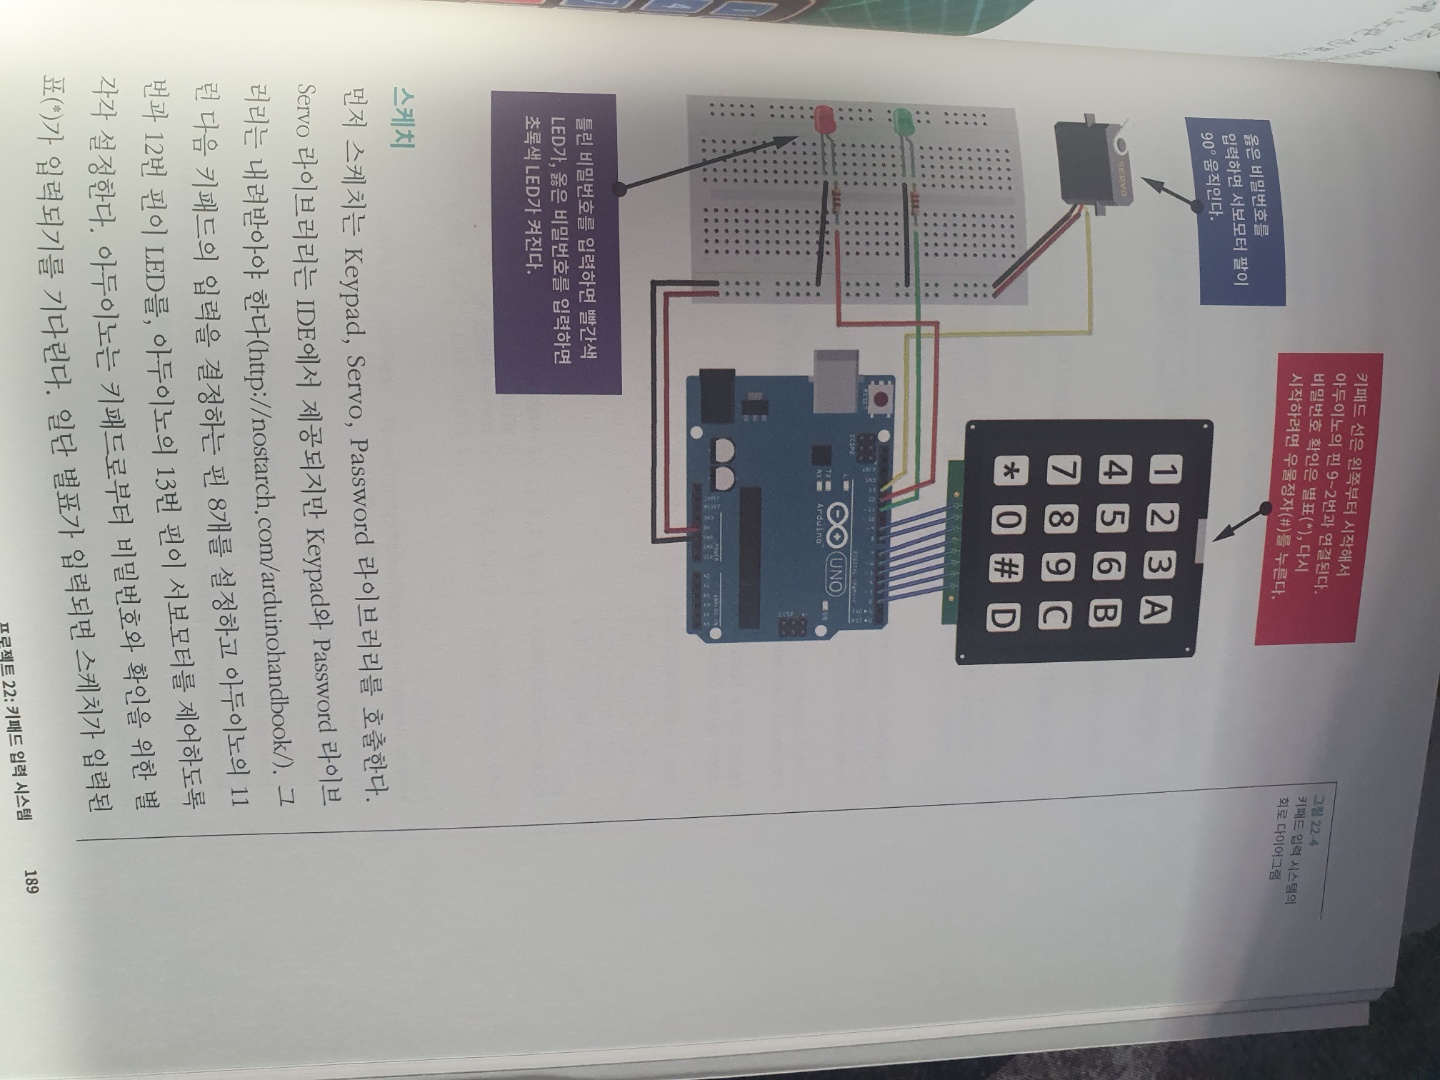 키패드 선은 왼쪽부터 시작해서
아두이노의 핀 9~2번과 연결된다.
비밀번호 확인은 별표(*), 다시
시작하려면 우물정자(#)를 누른다.
그림 22-4
키패드 입력 시스템의
회로 다이어그램
옳은 비밀번호를
입력하면 서보모터 팔이
90° 움직인다.
SERVO
1 2 3 A
4 5 6 B
7 8 9 C
* 0 # D
RESET
ICSP2
L
TX
RX
Arduino
UNO
ON
POWER
ANALOG IN
틀린 비밀번호를 입력하면 빨간색
LED가, 옳은 비밀번호를 입력하면
초록색 LED가 켜진다.
스케치
먼저 스케치는 Keypad, Servo, Password 라이브러리를 호출한다.
Servo 라이브러리는 IDE에서 제공되지만 Keypad와 Password 라이브
러리는 내려받아야 한다(http://nostarch.com/arduinohandbook/). 그
런 다음 키패드의 입력을 결정하는 핀 8개를 설정하고 아두이노의 11
번과 12번 핀이 LED를, 아두이노의 13번 핀이 서보모터를 제어하도록
각각 설정한다. 아두이노는 키패드로부터 비밀번호와 확인을 위한 별
표(*)가 입력되기를 기다린다. 일단 별표가 입력되면 스케치가 입력된
프로젝트 22: 키패드 입력 시스템
189